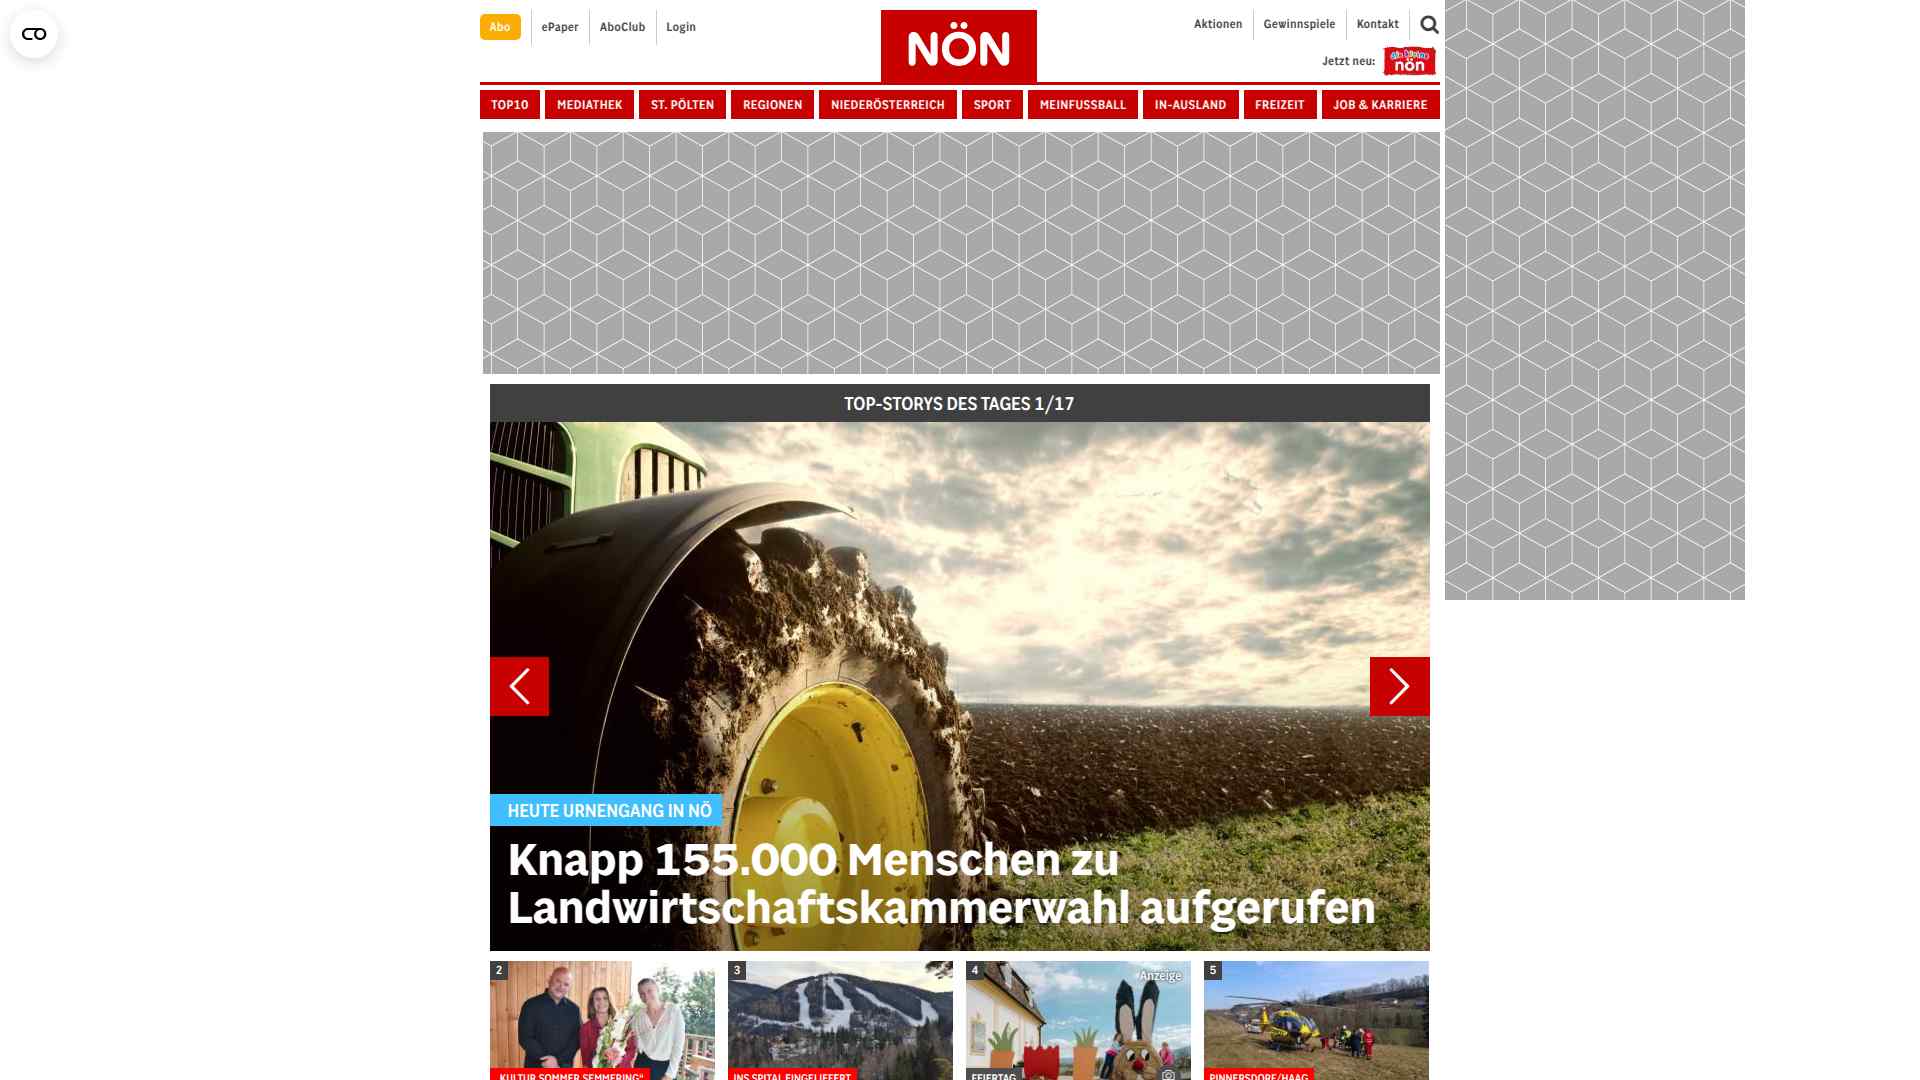 Abo
ePaper
AboClub
Login
NÖN
Aktionen
Gewinnspiele
Kontakt
Jetzt neu:
die kleine
nön
TOP10
MEDIATHEK
ST. PÖLTEN
REGIONEN
NIEDERÖSTERREICH
SPORT
MEINFUSSBALL
IN-AUSLAND
FREIZEIT
JOB & KARRIERE
TOP-STORYS DES TAGES 1/17
HEUTE URNENGANG IN NÖ
Knapp 155.000 Menschen zu
Landwirtschaftskammerwahl aufgerufen
2
3
4
Anzeige
5
KULTUR.SOMMER.SEMMERING“
INS SPITAL EINGELIEFERT
FEIERTAG
PINNERSDORF/HAAG